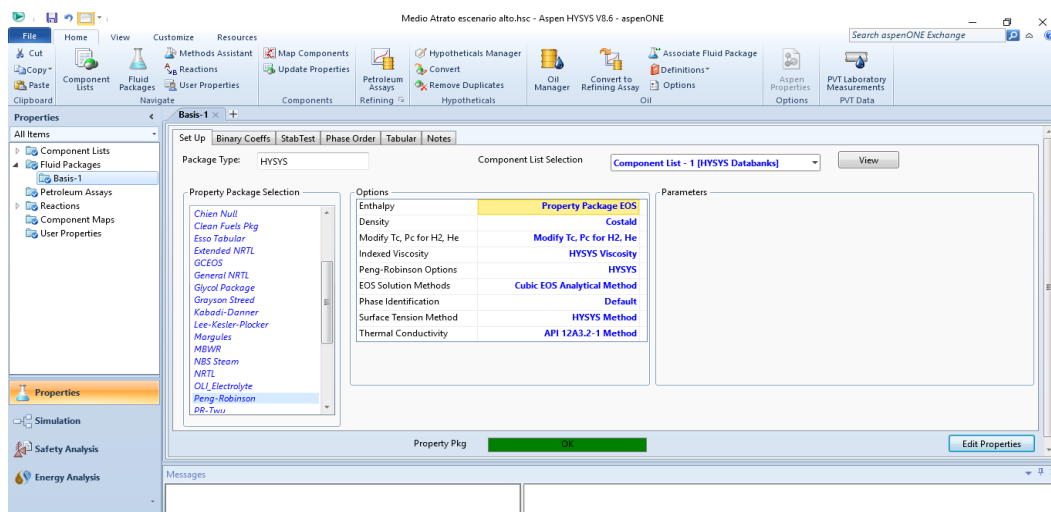 Medio Atrato escenario alto.hsc - Aspen HYSYS V8.6 - aspenONE
File Home View Customize Resources Search aspenONE Exchange
Cut
Copy
Paste
Clipboard
Component Lists
Fluid Packages
Methods Assistant
Reactions
User Properties
Navigate
Map Components
Update Properties
Components
Petroleum Assays
Refining
Hypotheticals Manager
Convert
Remove Duplicates
Hypotheticals
Oil Manager
Convert to Refining Assay
Associate Fluid Package
Definitions
Options
Oil
Aspen Properties
Options
PVT Laboratory Measurements
PVT Data
Properties
All Items
Component Lists
Fluid Packages
Basis-1
Petroleum Assays
Reactions
Component Maps
User Properties
Properties
Simulation
Safety Analysis
Energy Analysis
Basis-1
Set Up Binary Coeffs StabTest Phase Order Tabular Notes
Package Type: HYSYS Component List Selection Component List - 1 [HYSYS Databanks] View
Property Package Selection
Chien Null
Clean Fuels Pkg
Esso Tabular
Extended NRTL
GCEOS
General NRTL
Glycol Package
Grayson Streed
Kabadi-Danner
Lee-Kesler-Plocker
Margules
MBWR
NBS Steam
NRTL
OLI_Electrolyte
Peng-Robinson
PR-Twu
Options
Enthalpy Property Package EOS
Density Costald
Modify Tc, Pc for H2, He Modify Tc, Pc for H2, He
Indexed Viscosity HYSYS Viscosity
Peng-Robinson Options HYSYS
EOS Solution Methods Cubic EOS Analytical Method
Phase Identification Default
Surface Tension Method HYSYS Method
Thermal Conductivity API 12A3.2-1 Method
Parameters
Property Pkg OK Edit Properties
Messages